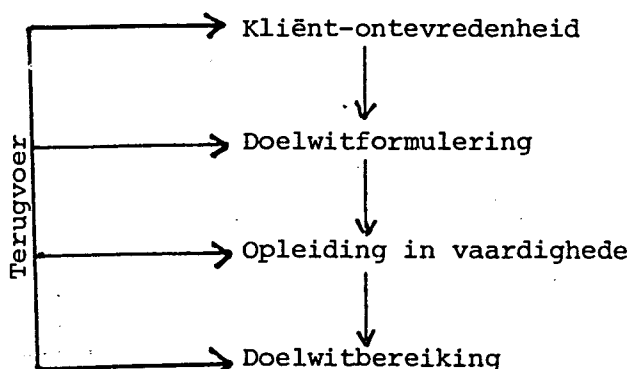 Kliënt-ontevredenheid
Doelwitformulering
Opleiding in vaardighede
Doelwitbereiking
Terugvoer